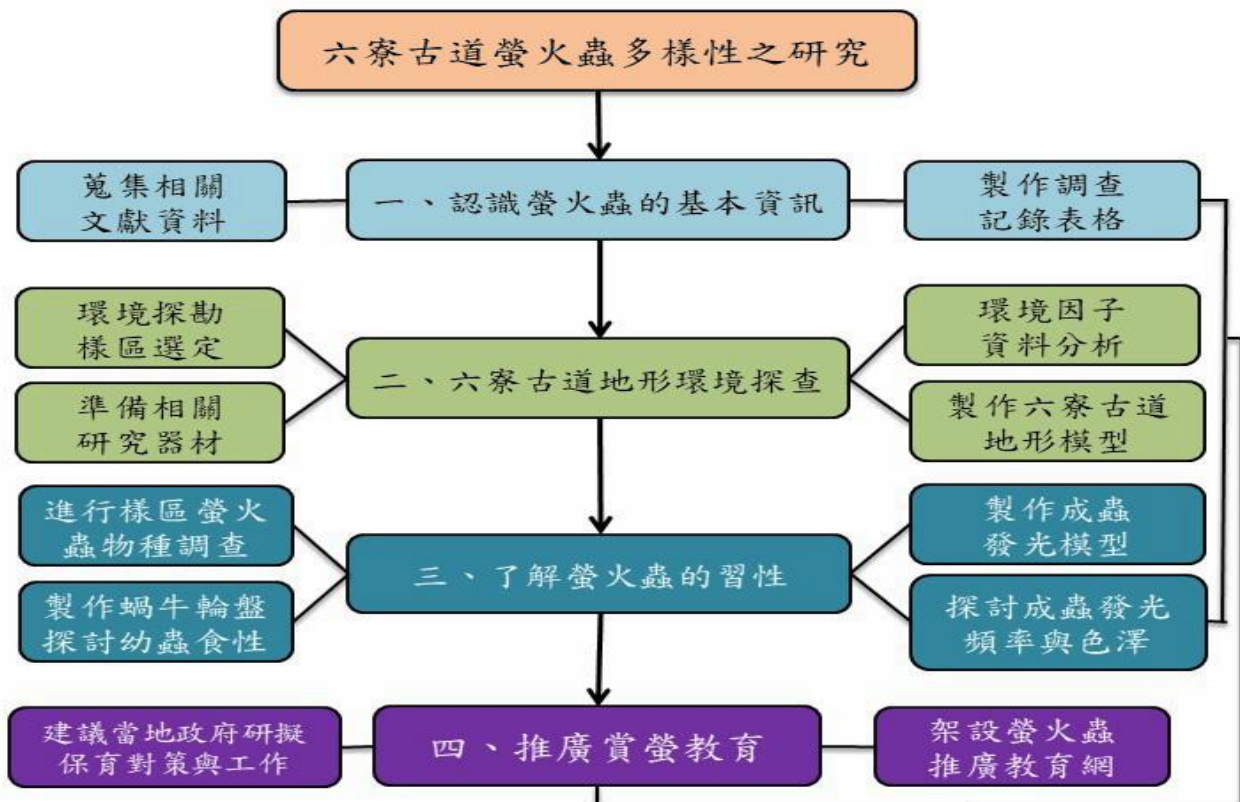 六寮古道螢火蟲多樣性之研究
蒐集相關
文獻資料
一、認識螢火蟲的基本資訊
製作調查
記錄表格
環境探勘
樣區選定
準備相關
研究器材
二、六寮古道地形環境探查
環境因子
資料分析
製作六寮古道
地形模型
進行樣區螢火
蟲物種調查
製作蝸牛輪盤
探討幼蟲食性
三、了解螢火蟲的習性
製作成蟲
發光模型
探討成蟲發光
頻率與色澤
建議當地政府研擬
保育對策與工作
四、推廣賞螢教育
架設螢火蟲
推廣教育網